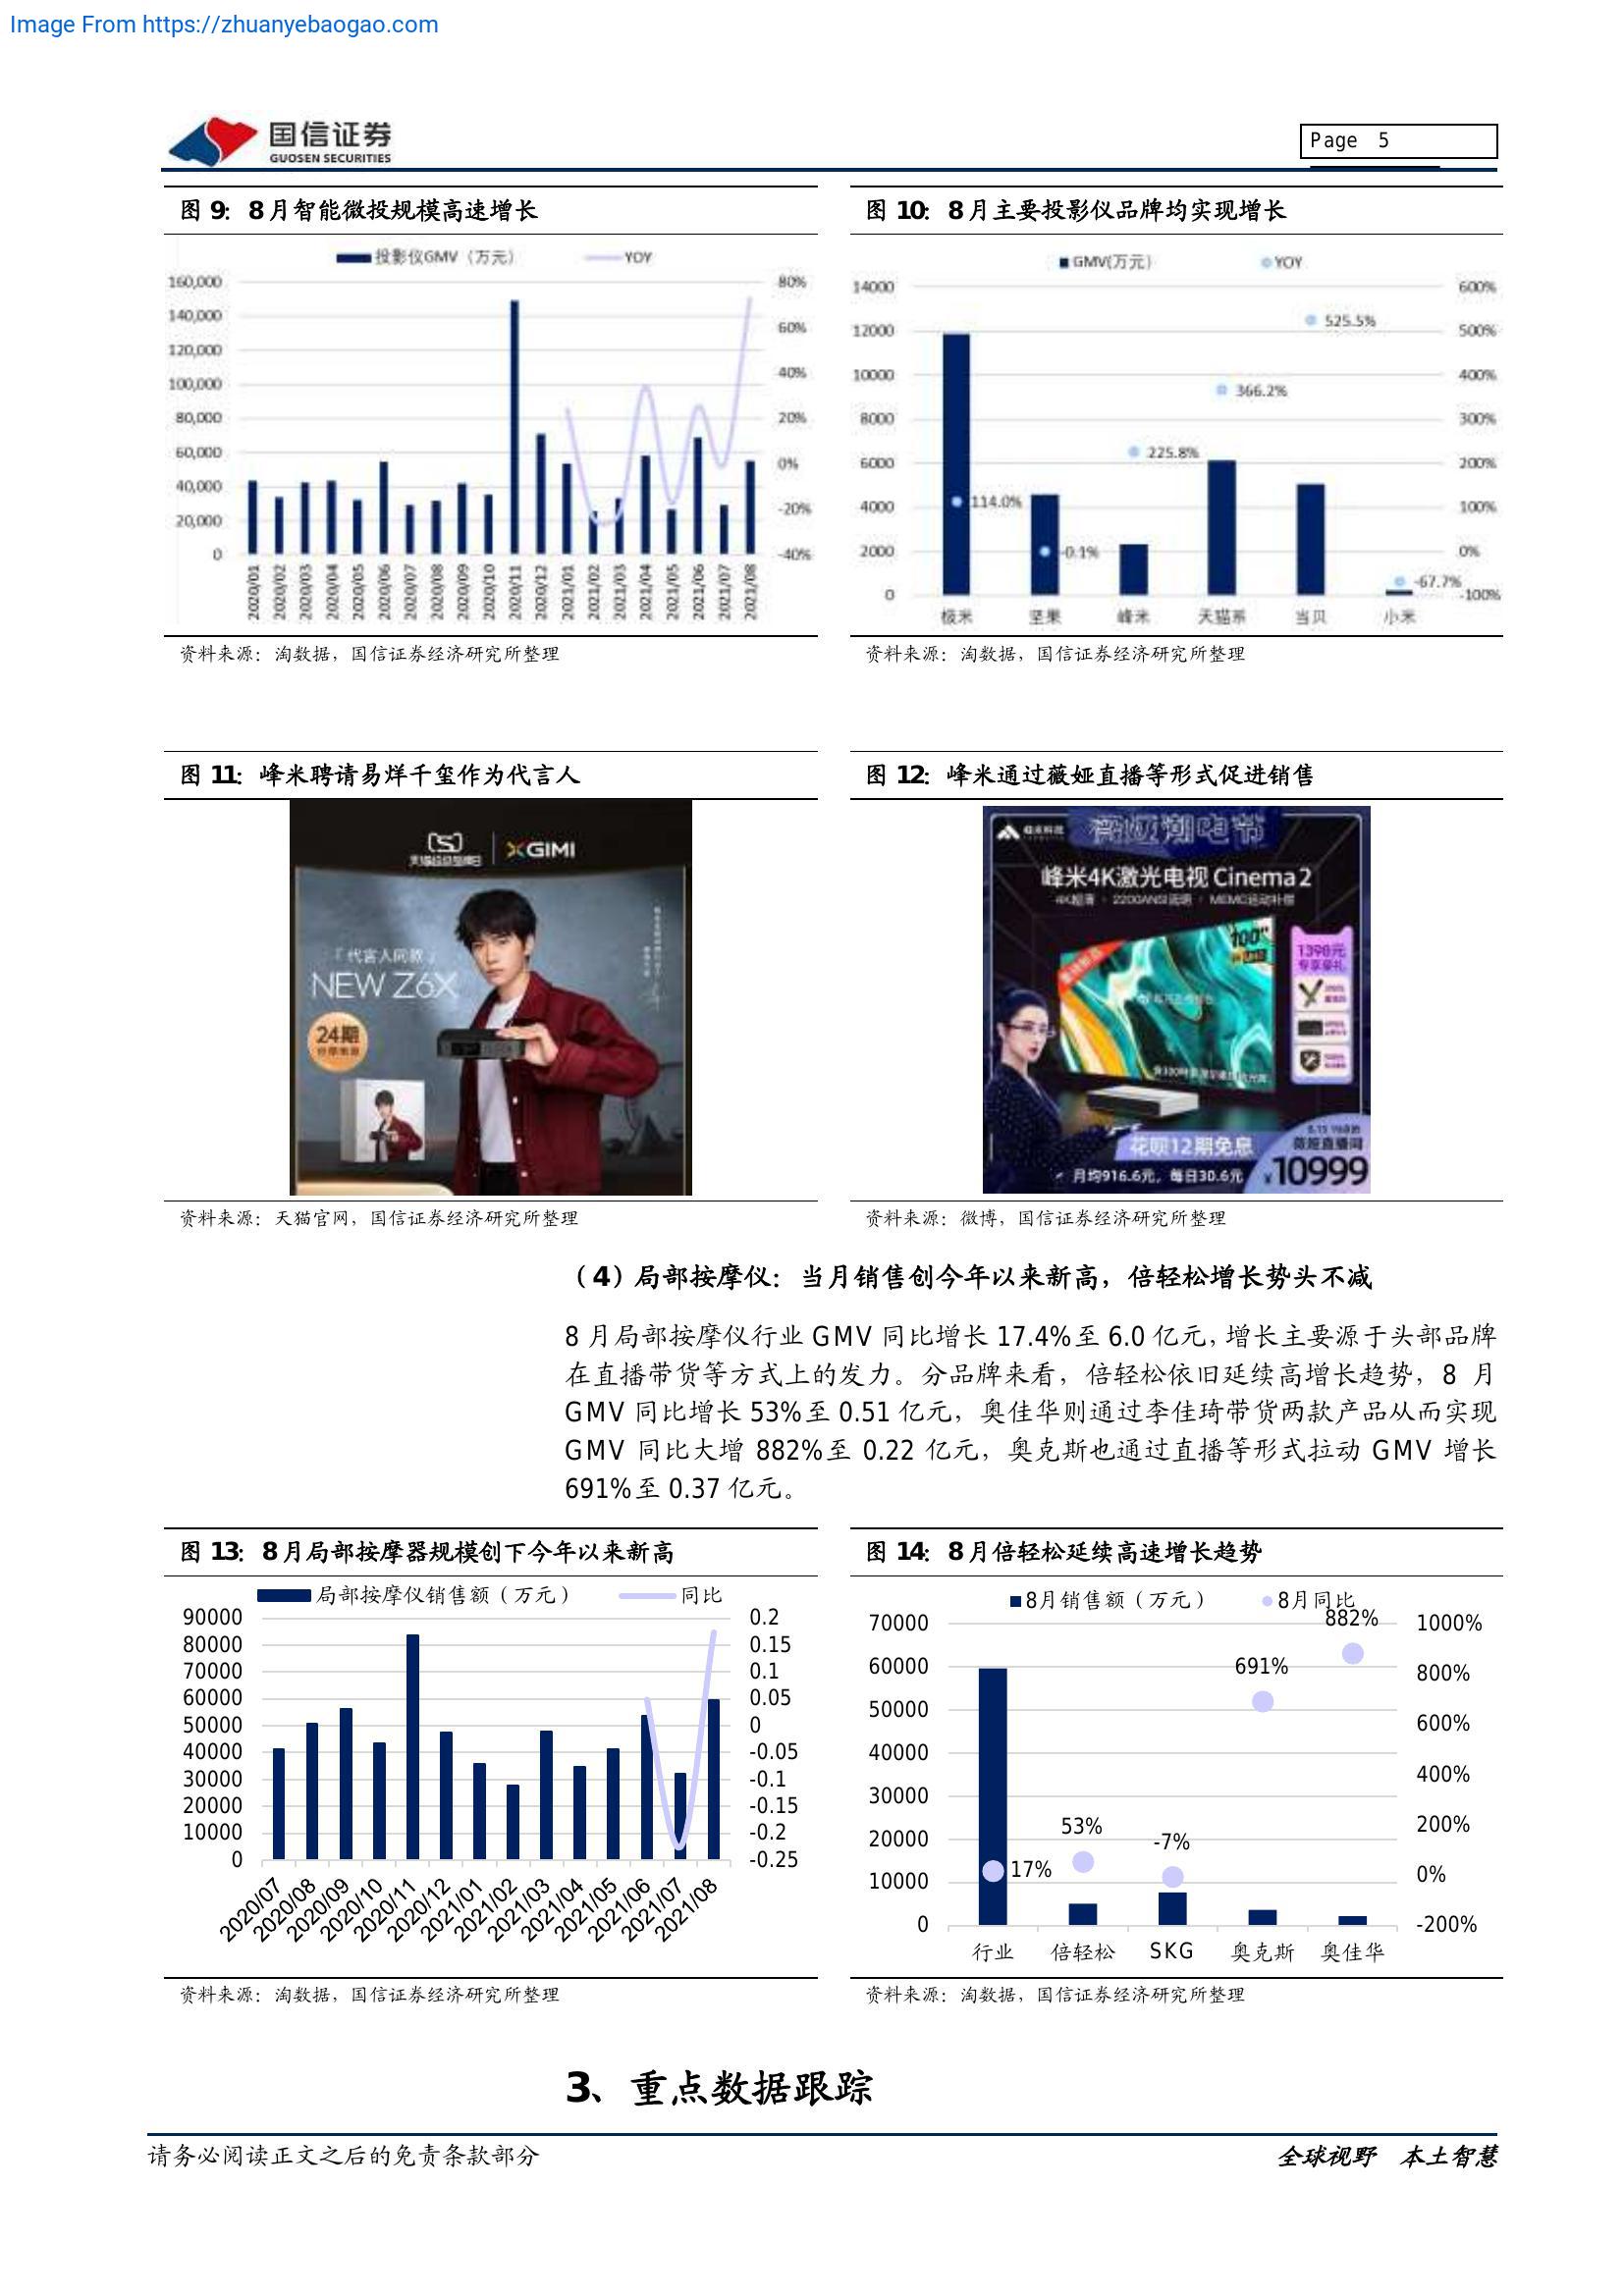 Image From https://zhuanyebaogao.com
国信证券
GUOSEN SECURITIES
Page 5
图 9：8 月智能微投规模高速增长
投影仪GMV（万元） YOY
160,000
140,000
120,000
100,000
80,000
60,000
40,000
20,000
0
80%
60%
40%
20%
0%
-20%
-40%
2020/01 2020/02 2020/03 2020/04 2020/05 2020/06 2020/07 2020/08 2020/09 2020/10 2020/11 2020/12 2021/01 2021/02 2021/03 2021/04 2021/05 2021/06 2021/07 2021/08
资料来源：淘数据，国信证券经济研究所整理
图 10：8 月主要投影仪品牌均实现增长
GMV(万元) YOY
14000
12000
10000
8000
6000
4000
2000
0
600%
500%
400%
300%
200%
100%
0%
-100%
114.0%
-0.1%
225.8%
366.2%
525.5%
-67.7%
极米 坚果 峰米 天猫系 当贝 小米
资料来源：淘数据，国信证券经济研究所整理
图 11：峰米聘请易烊千玺作为代言人
XGIMI
「代言人同款」
NEW Z6X
24期
资料来源：天猫官网，国信证券经济研究所整理
图 12：峰米通过薇娅直播等形式促进销售
薇娅潮电节
峰米4K激光电视 Cinema 2
100"
1398元
花呗12期免息
月均916.6元，每日30.6元
薇娅直播间
¥10999
资料来源：微博，国信证券经济研究所整理
（4）局部按摩仪：当月销售创今年以来新高，倍轻松增长势头不减
8 月局部按摩仪行业 GMV 同比增长 17.4%至 6.0 亿元，增长主要源于头部品牌
在直播带货等方式上的发力。分品牌来看，倍轻松依旧延续高增长趋势，8 月
GMV 同比增长 53%至 0.51 亿元，奥佳华则通过李佳琦带货两款产品从而实现
GMV 同比大增 882%至 0.22 亿元，奥克斯也通过直播等形式拉动 GMV 增长
691%至 0.37 亿元。
图 13：8 月局部按摩器规模创下今年以来新高
局部按摩仪销售额（万元） 同比
90000
80000
70000
60000
50000
40000
30000
20000
10000
0
0.2
0.15
0.1
0.05
0
-0.05
-0.1
-0.15
-0.2
-0.25
2020/07 2020/08 2020/09 2020/10 2020/11 2020/12 2021/01 2021/02 2021/03 2021/04 2021/05 2021/06 2021/07 2021/08
资料来源：淘数据，国信证券经济研究所整理
图 14：8 月倍轻松延续高速增长趋势
8月销售额（万元） 8月同比
70000
60000
50000
40000
30000
20000
10000
0
1000%
800%
600%
400%
200%
0%
-200%
17%
53%
-7%
691%
882%
行业 倍轻松 SKG 奥克斯 奥佳华
资料来源：淘数据，国信证券经济研究所整理
3、重点数据跟踪
请务必阅读正文之后的免责条款部分
全球视野 本土智慧